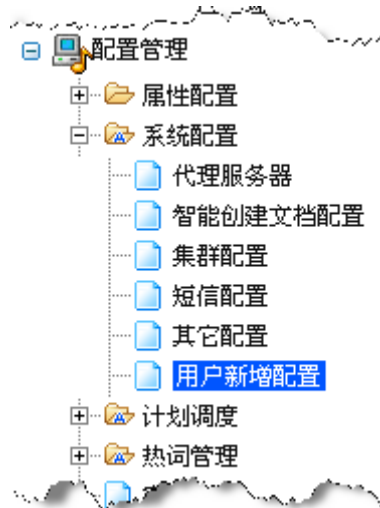 配置管理
属性配置
系统配置
代理服务器
智能创建文档配置
集群配置
短信配置
其它配置
用户新增配置
计划调度
热词管理